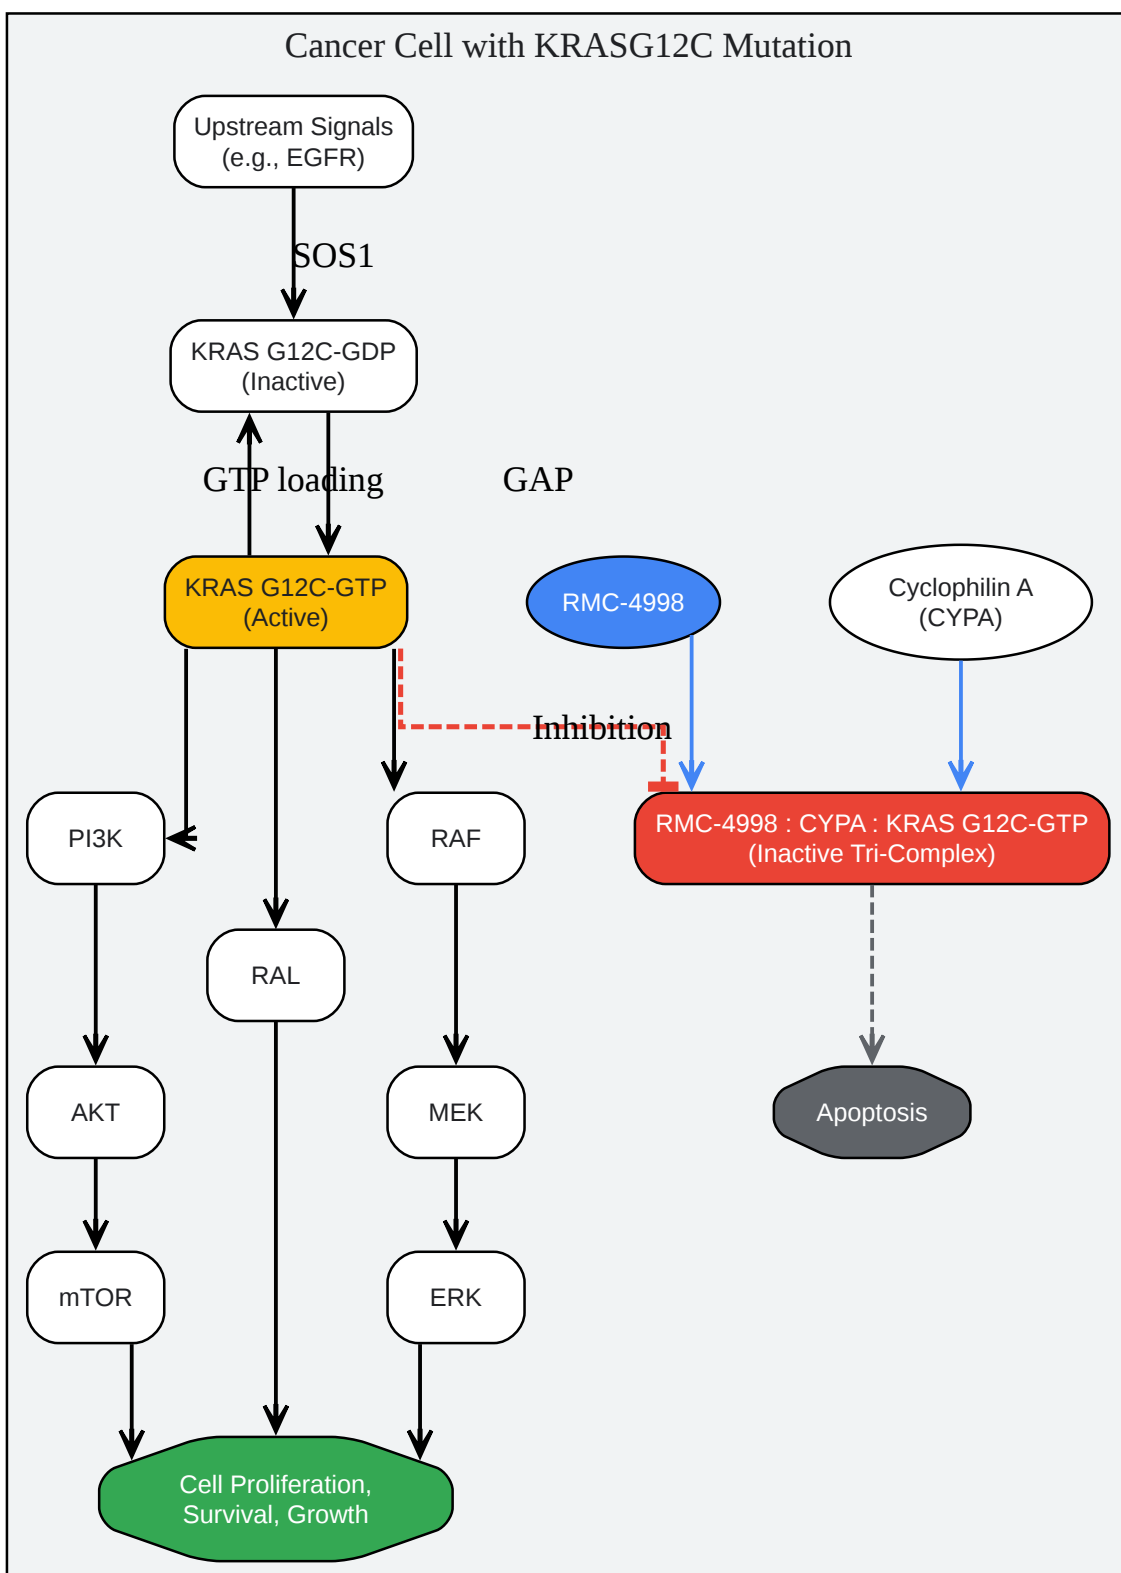 Cancer Cell with KRASG12C Mutation
Upstream Signals
(e.g., EGFR)
SOS1
KRAS G12C-GDP
(Inactive)
GTP loading
GAP
KRAS G12C-GTP
(Active)
RMC-4998
Cyclophilin A
(CYPA)
Inhibition
PI3K
RAF
RMC-4998 : CYPA : KRAS G12C-GTP
(Inactive Tri-Complex)
RAL
AKT
MEK
Apoptosis
mTOR
ERK
Cell Proliferation,
Survival, Growth